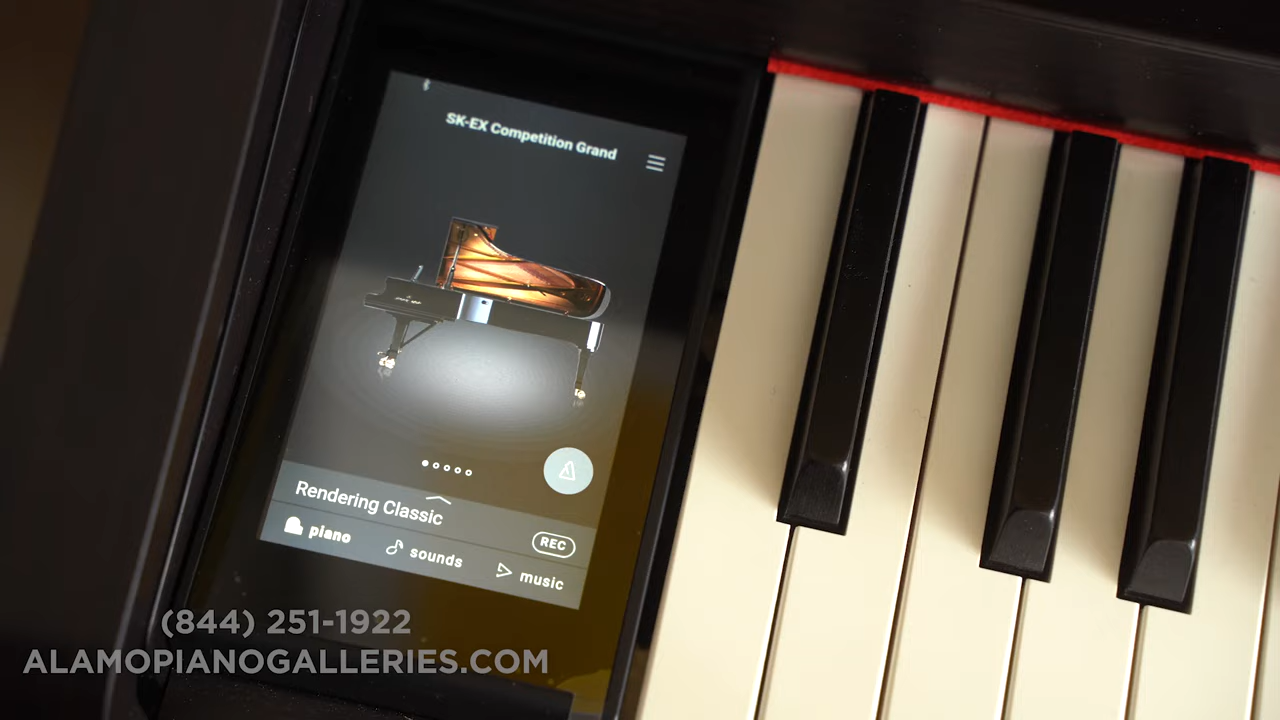 SK-EX Competition Grand
Rendering Classic
REC
piano
sounds
music
(844) 251-1922
ALAMOPIANOGALLERIES.COM